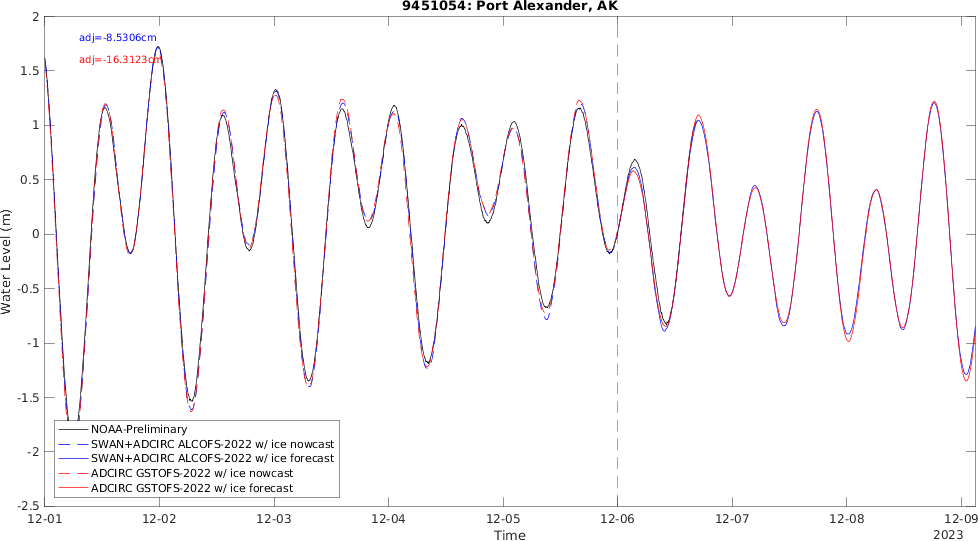 9451054: Port Alexander, AK
adj=-8.5306cm
adj=-16.3123cm
Water Level (m)
2
1.5
1
0.5
0
-0.5
-1
-1.5
-2
-2.5
NOAA-Preliminary
SWAN+ADCIRC ALCOFS-2022 w/ ice nowcast
SWAN+ADCIRC ALCOFS-2022 w/ ice forecast
ADCIRC GSTOFS-2022 w/ ice nowcast
ADCIRC GSTOFS-2022 w/ ice forecast
12-01 12-02 12-03 12-04 12-05 12-06 12-07 12-08 12-09
Time
2023